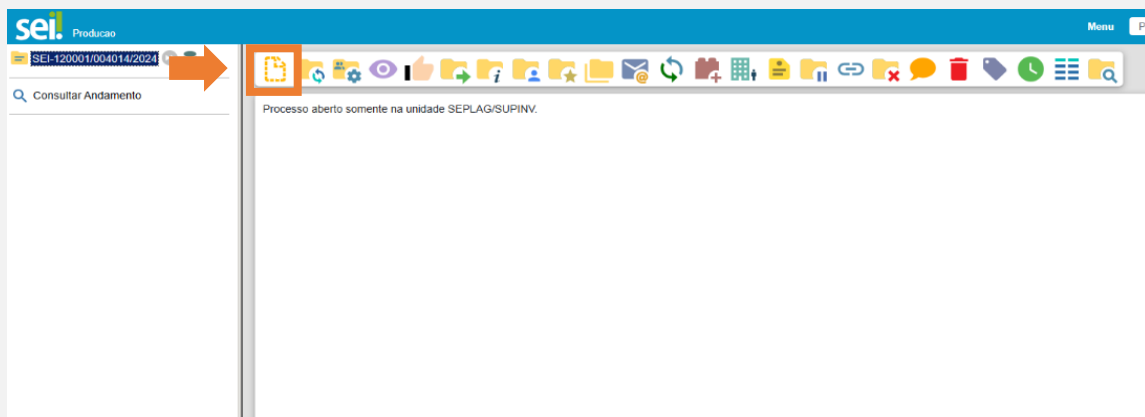 sei! Producao
Menu
P
SEI-120001/004014/2024
Consultar Andamento
Processo aberto somente na unidade SEPLAG/SUPINV.